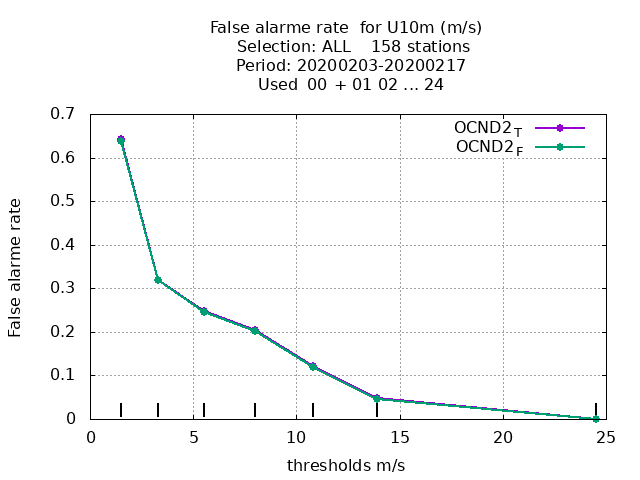 False alarme rate  for U10m (m/s)
Selection: ALL    158 stations
Period: 20200203-20200217
Used  00  + 01 02 ... 24
OCND2T
OCND2F
0.7
0.6
0.5
0.4
0.3
0.2
0.1
0
False alarme rate
0 5 10 15 20 25
thresholds m/s